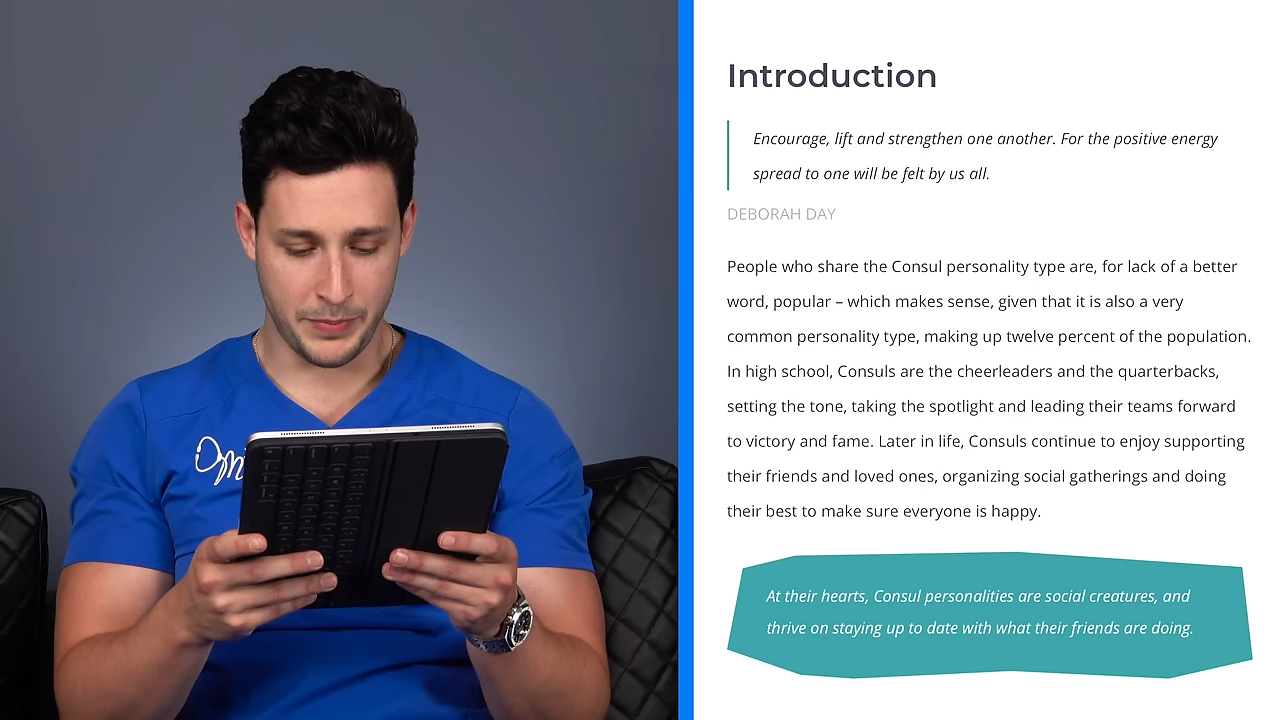 Introduction
Encourage, lift and strengthen one another. For the positive energy
spread to one will be felt by us all.
DEBORAH DAY
People who share the Consul personality type are, for lack of a better
word, popular – which makes sense, given that it is also a very
common personality type, making up twelve percent of the population.
In high school, Consuls are the cheerleaders and the quarterbacks,
setting the tone, taking the spotlight and leading their teams forward
to victory and fame. Later in life, Consuls continue to enjoy supporting
their friends and loved ones, organizing social gatherings and doing
their best to make sure everyone is happy.
At their hearts, Consul personalities are social creatures, and
thrive on staying up to date with what their friends are doing.